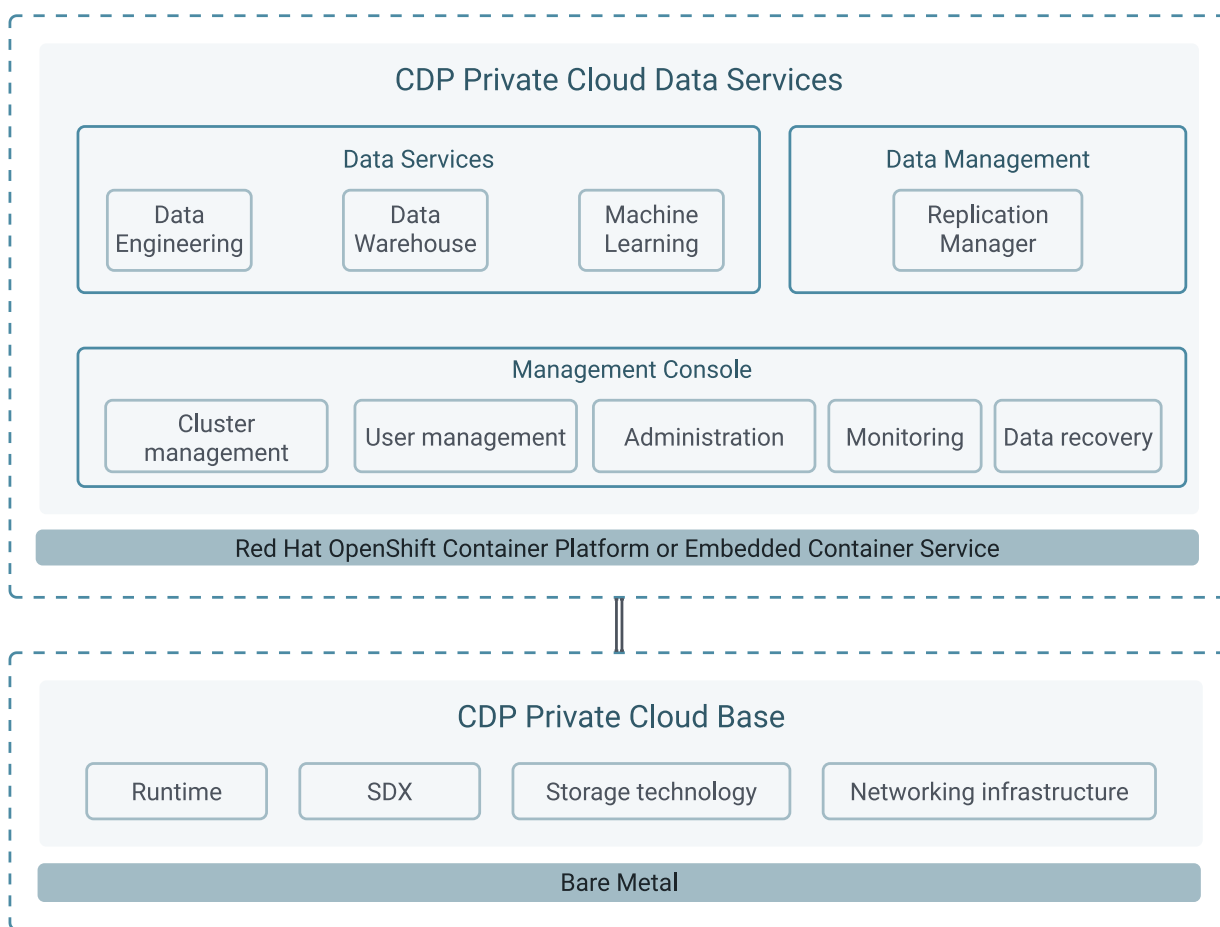 CDP Private Cloud Data Services
Data Services
Data
Engineering
Data
Warehouse
Machine
Learning
Data Management
Replication
Manager
Management Console
Cluster
management
User management
Administration
Monitoring
Data recovery
Red Hat OpenShift Container Platform or Embedded Container Service
CDP Private Cloud Base
Runtime
SDX
Storage technology
Networking infrastructure
Bare Metal